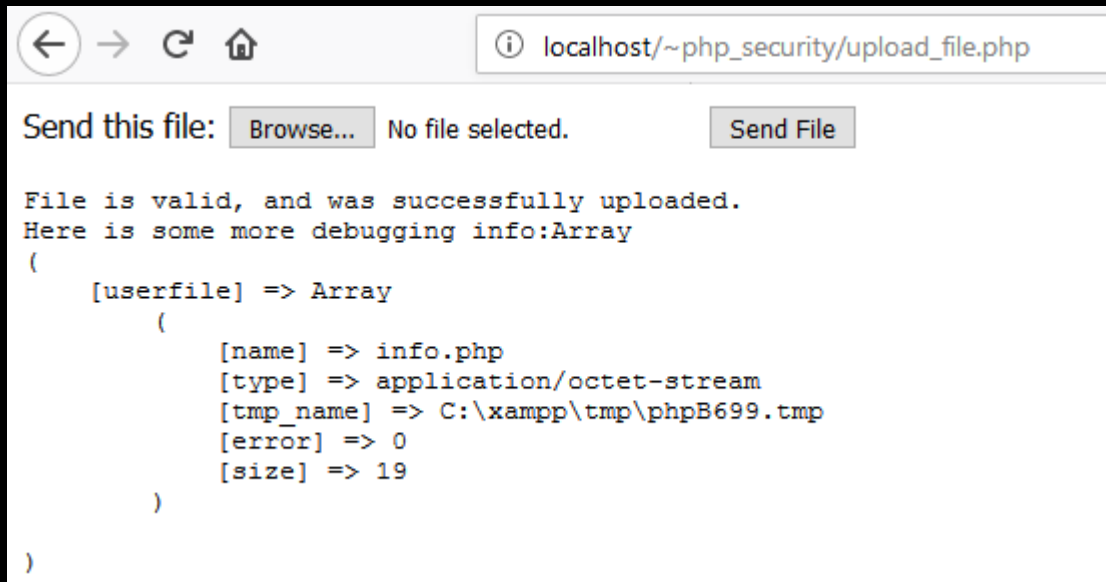 localhost/~php_security/upload_file.php
Send this file: Browse... No file selected. Send File
File is valid, and was successfully uploaded.
Here is some more debugging info:Array
(
    [userfile] => Array
        (
            [name] => info.php
            [type] => application/octet-stream
            [tmp_name] => C:\xampp\tmp\phpB699.tmp
            [error] => 0
            [size] => 19
        )
)